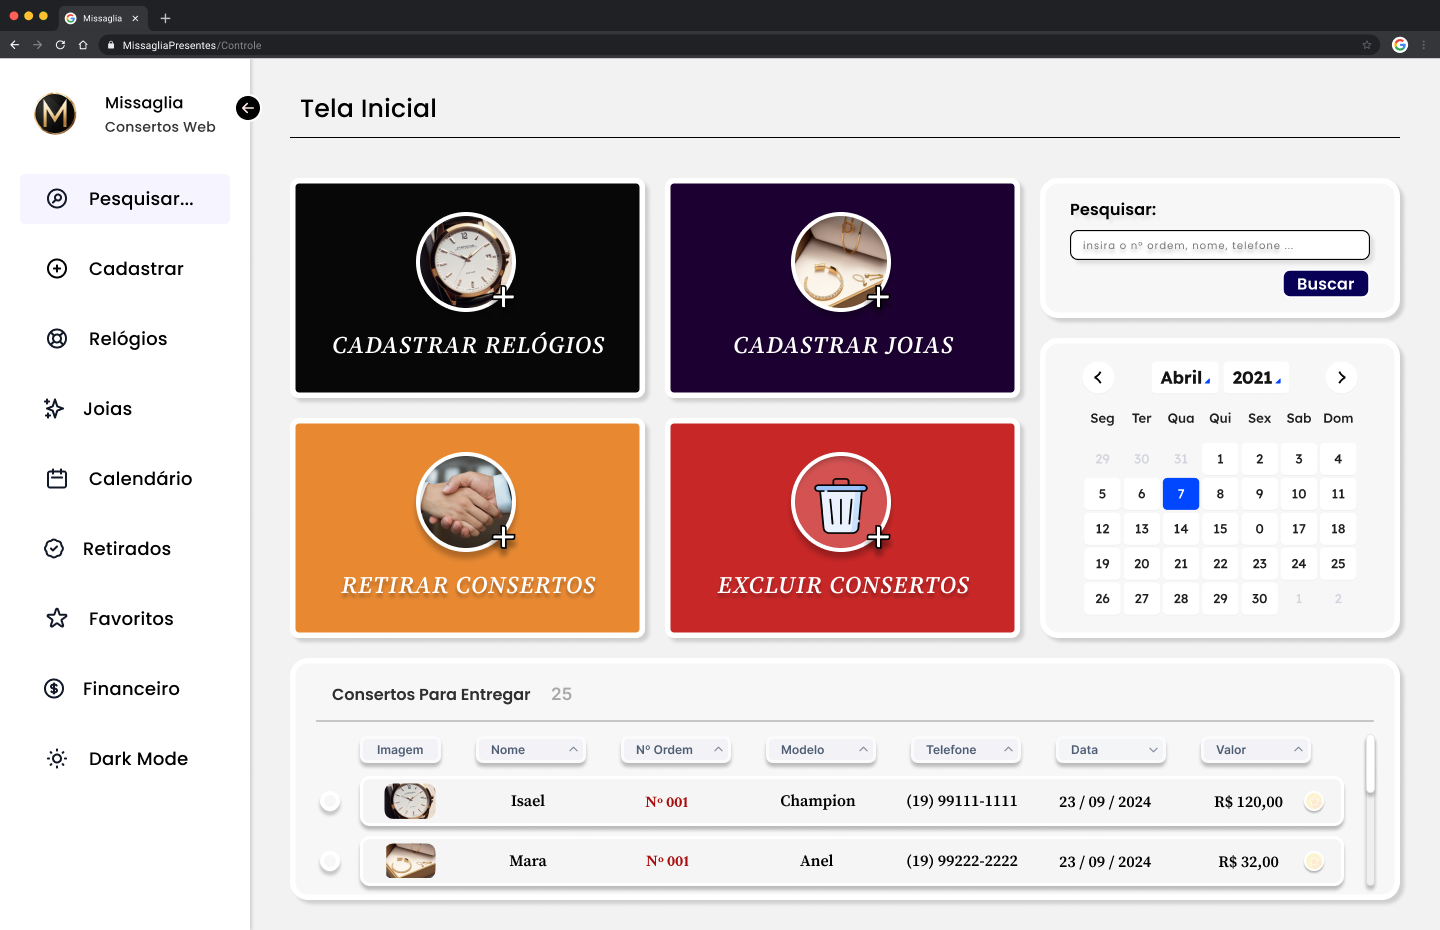 Missaglia
MissagliaPresentes/Controle
M
Missaglia
Consertos Web
Pesquisar...
Cadastrar
Relógios
Joias
Calendário
Retirados
Favoritos
Financeiro
Dark Mode
Tela Inicial
CADASTRAR RELÓGIOS
CADASTRAR JOIAS
RETIRAR CONSERTOS
EXCLUIR CONSERTOS
Pesquisar:
insira o nº ordem, nome, telefone ...
Buscar
Abril 2021
Seg Ter Qua Qui Sex Sab Dom
29 30 31 1 2 3 4
5 6 7 8 9 10 11
12 13 14 15 0 17 18
19 20 21 22 23 24 25
26 27 28 29 30 1 2
Consertos Para Entregar 25
Imagem Nome Nº Ordem Modelo Telefone Data Valor
Isael Nº 001 Champion (19) 99111-1111 23 / 09 / 2024 R$ 120,00
Mara Nº 001 Anel (19) 99222-2222 23 / 09 / 2024 R$ 32,00